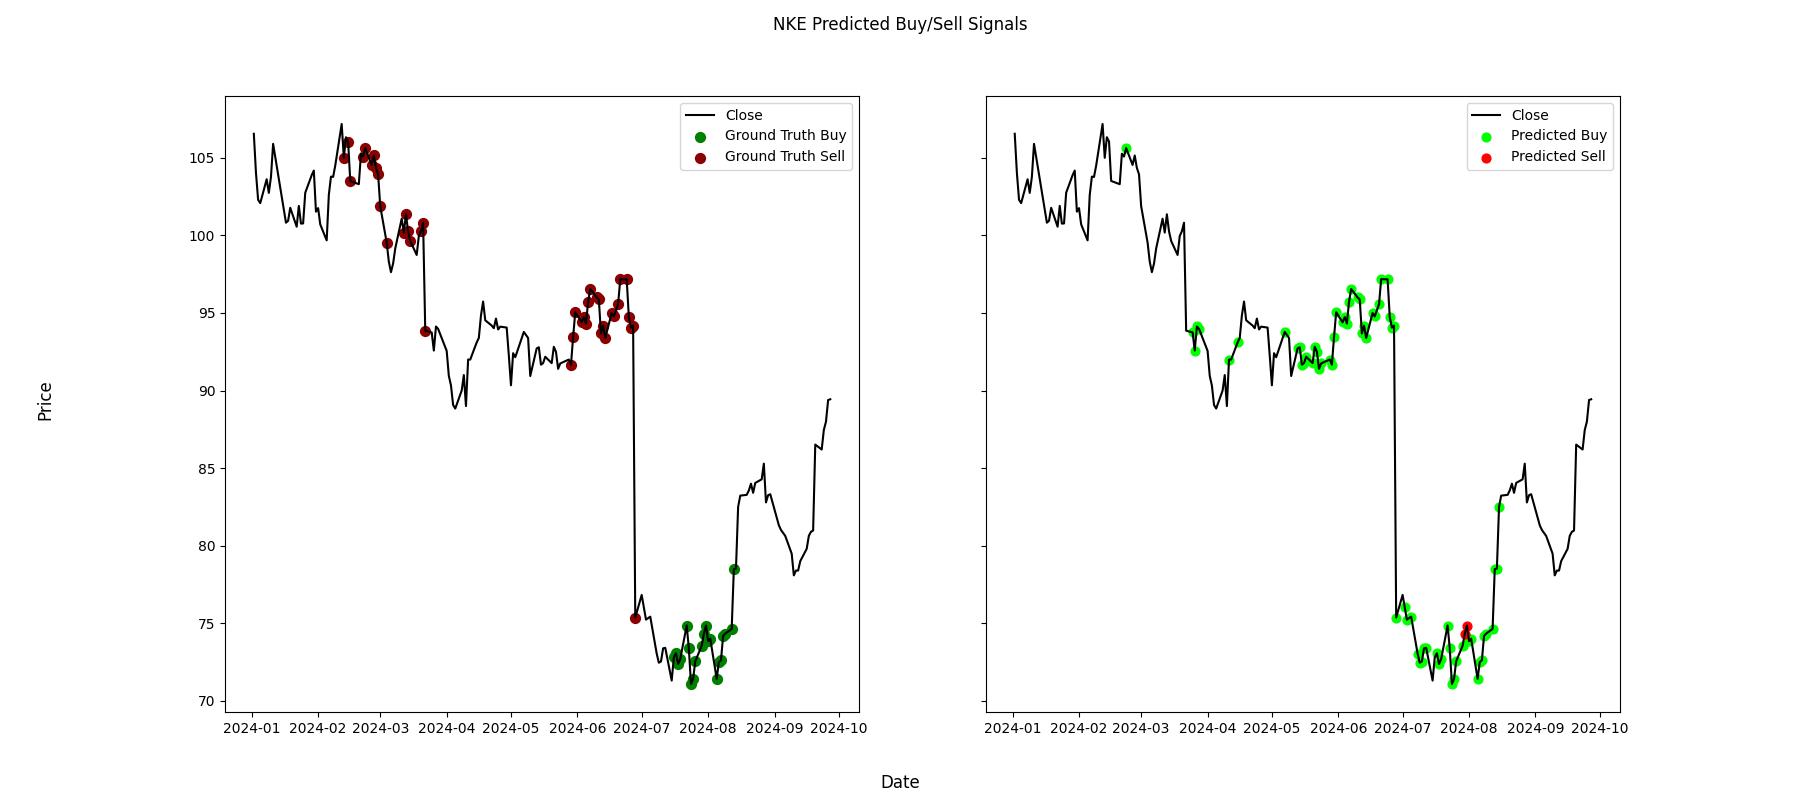 NKE Predicted Buy/Sell Signals
Close
Ground Truth Buy
Ground Truth Sell
Close
Predicted Buy
Predicted Sell
105
100
95
90
85
80
75
70
Price
2024-01 2024-02 2024-03 2024-04 2024-05 2024-06 2024-07 2024-08 2024-09 2024-10
2024-01 2024-02 2024-03 2024-04 2024-05 2024-06 2024-07 2024-08 2024-09 2024-10
Date